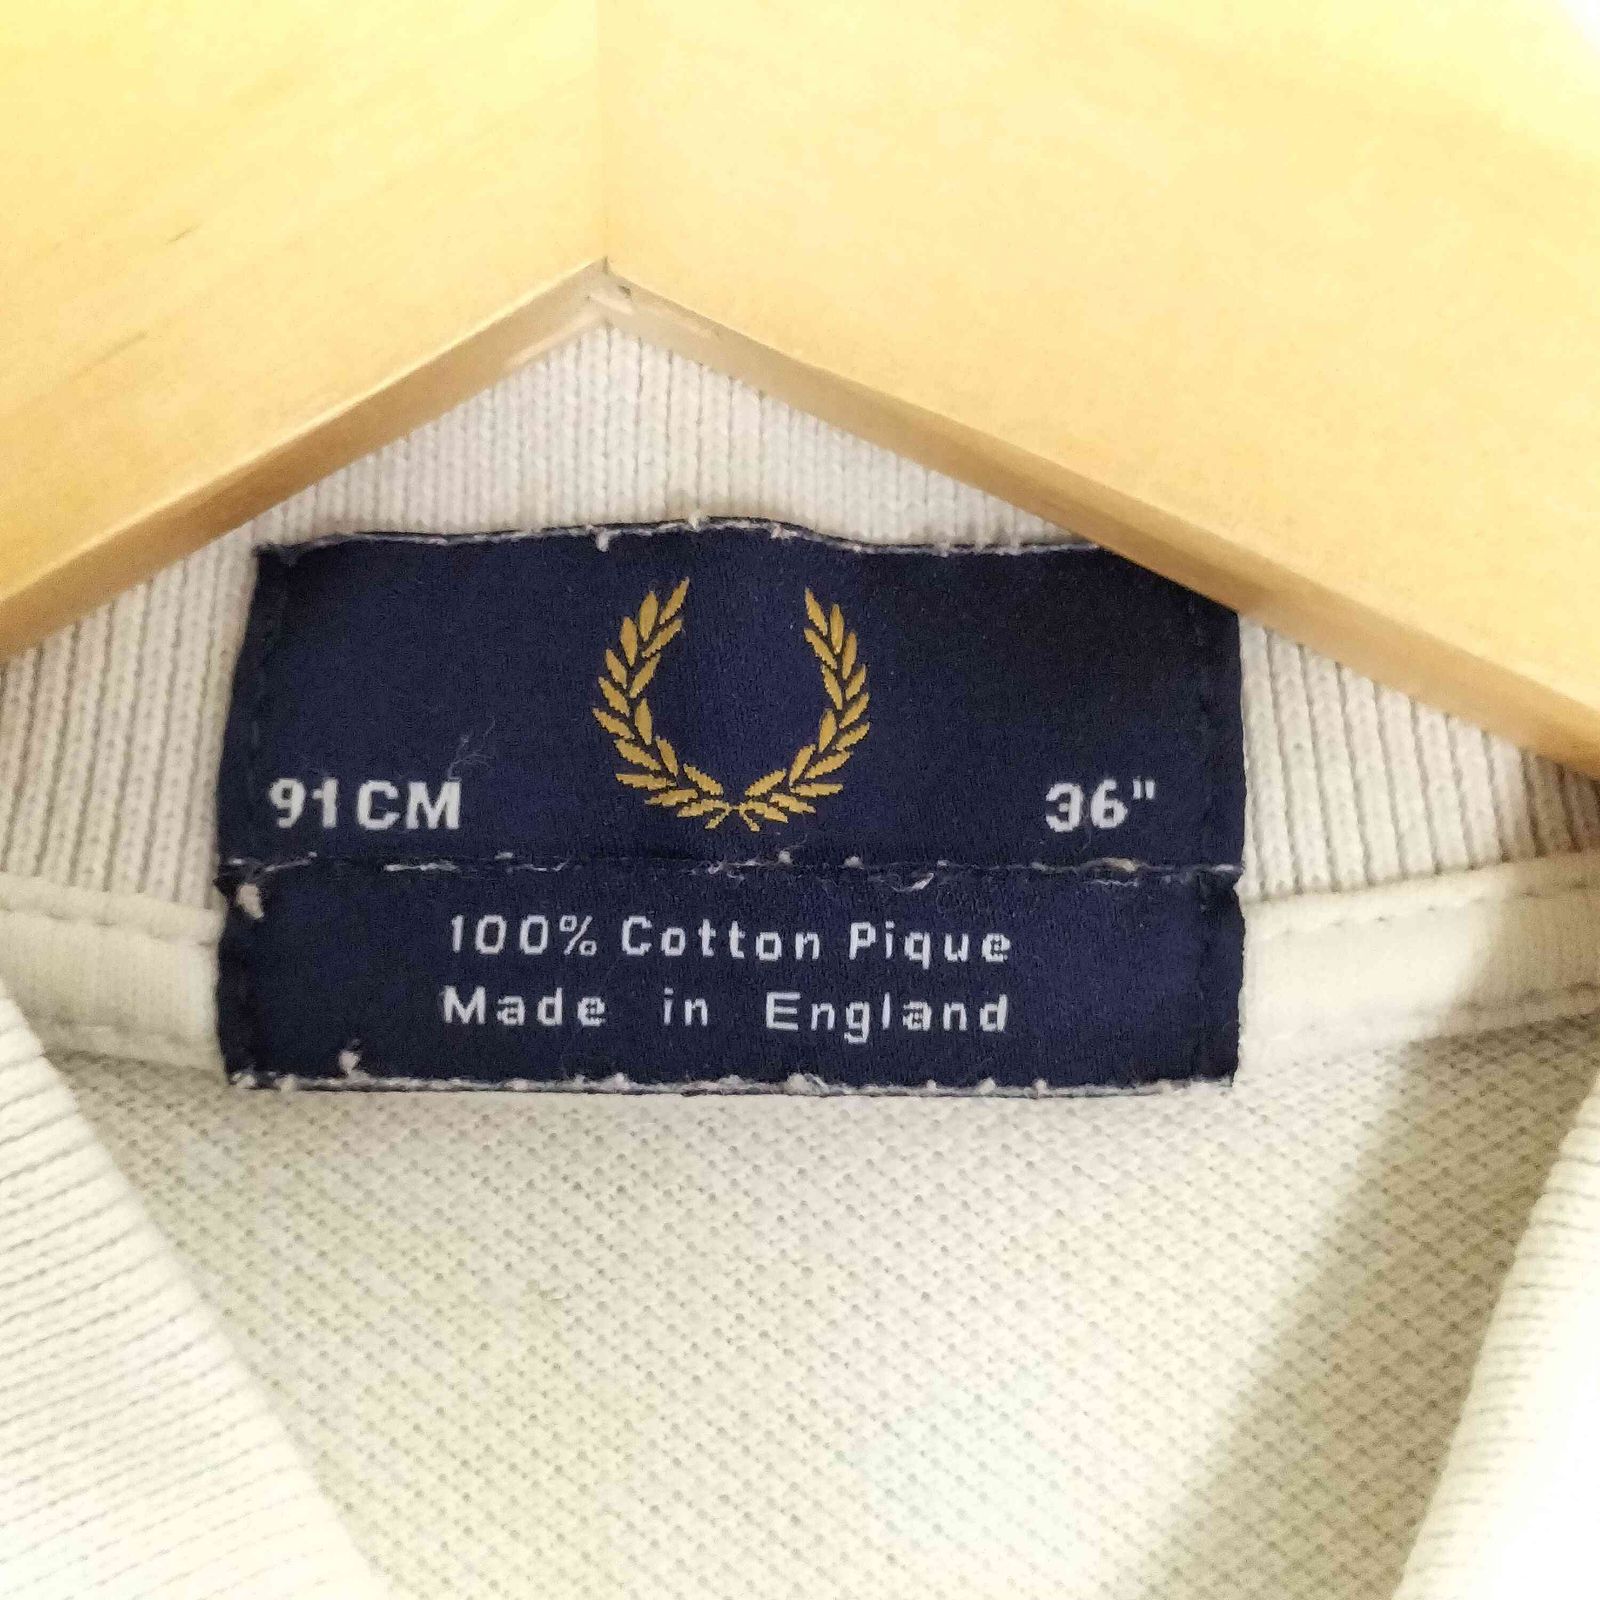 91CM 36"
100% Cotton Pique
Made in England